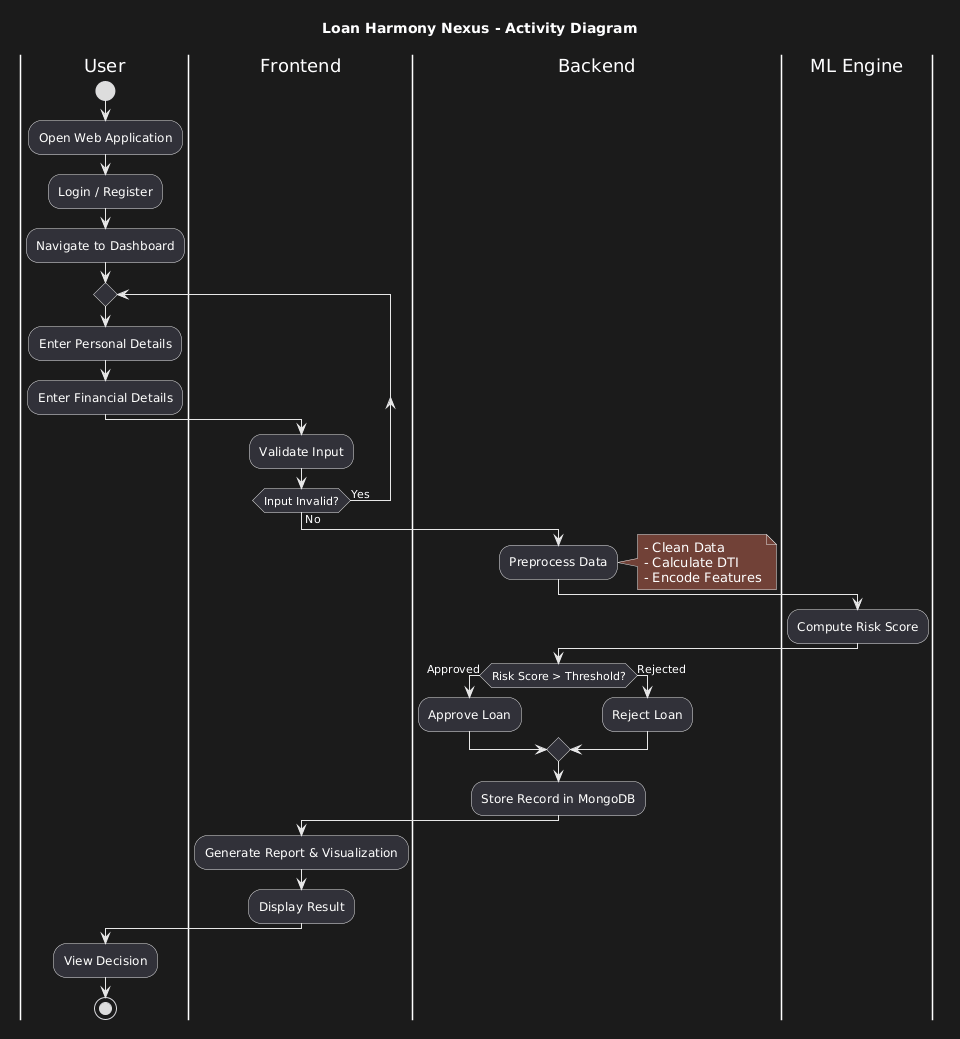 Loan Harmony Nexus - Activity Diagram
User
Frontend
Backend
ML Engine
Open Web Application
Login / Register
Navigate to Dashboard
Enter Personal Details
Enter Financial Details
Validate Input
Input Invalid?
Yes
No
Preprocess Data
- Clean Data
- Calculate DTI
- Encode Features
Compute Risk Score
Risk Score > Threshold?
Approved
Rejected
Approve Loan
Reject Loan
Store Record in MongoDB
Generate Report & Visualization
Display Result
View Decision